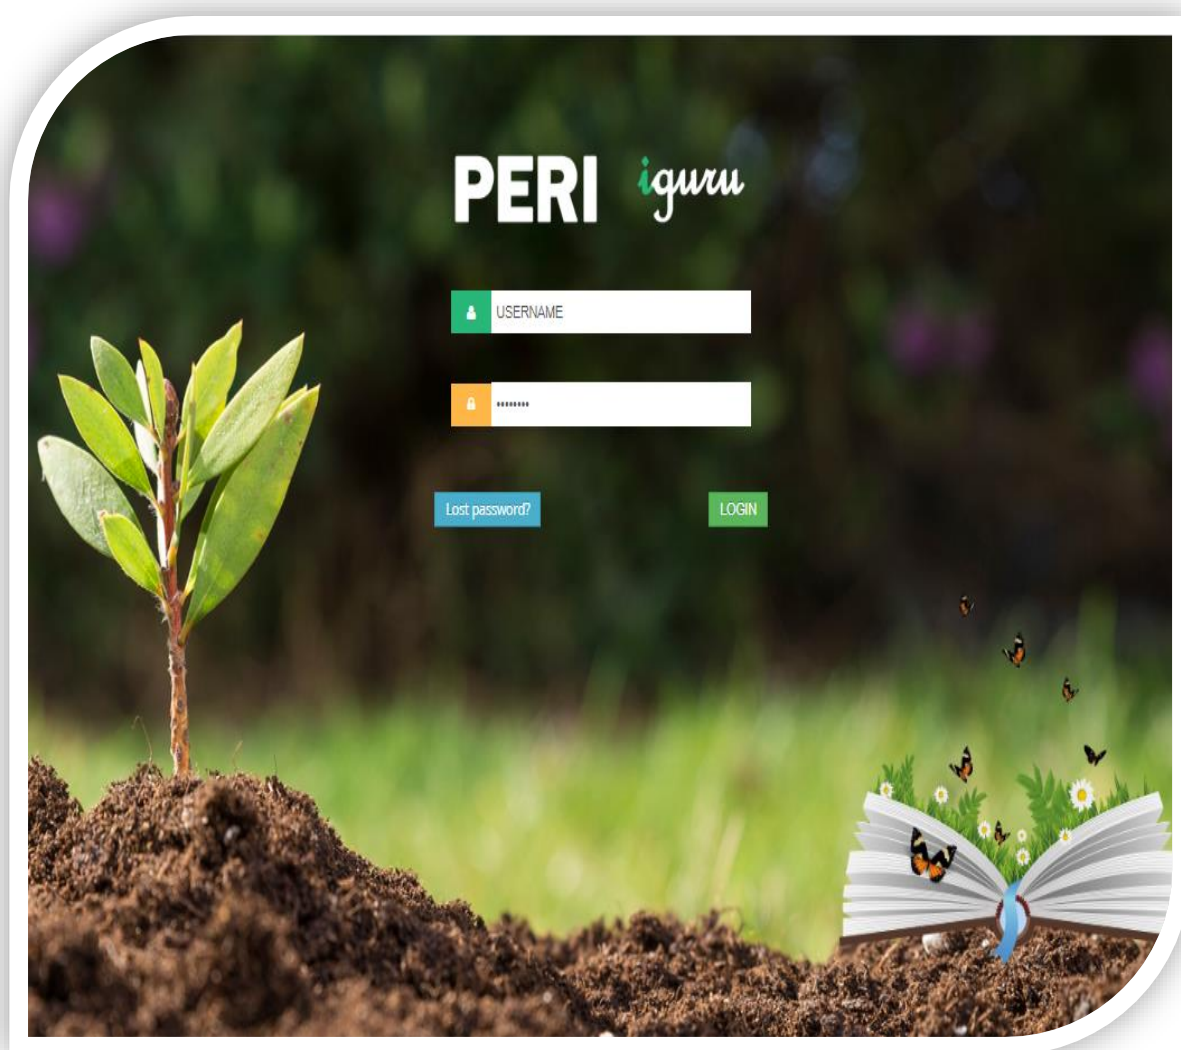 PERI iguru
USERNAME
••••••••
Lost password? LOGIN